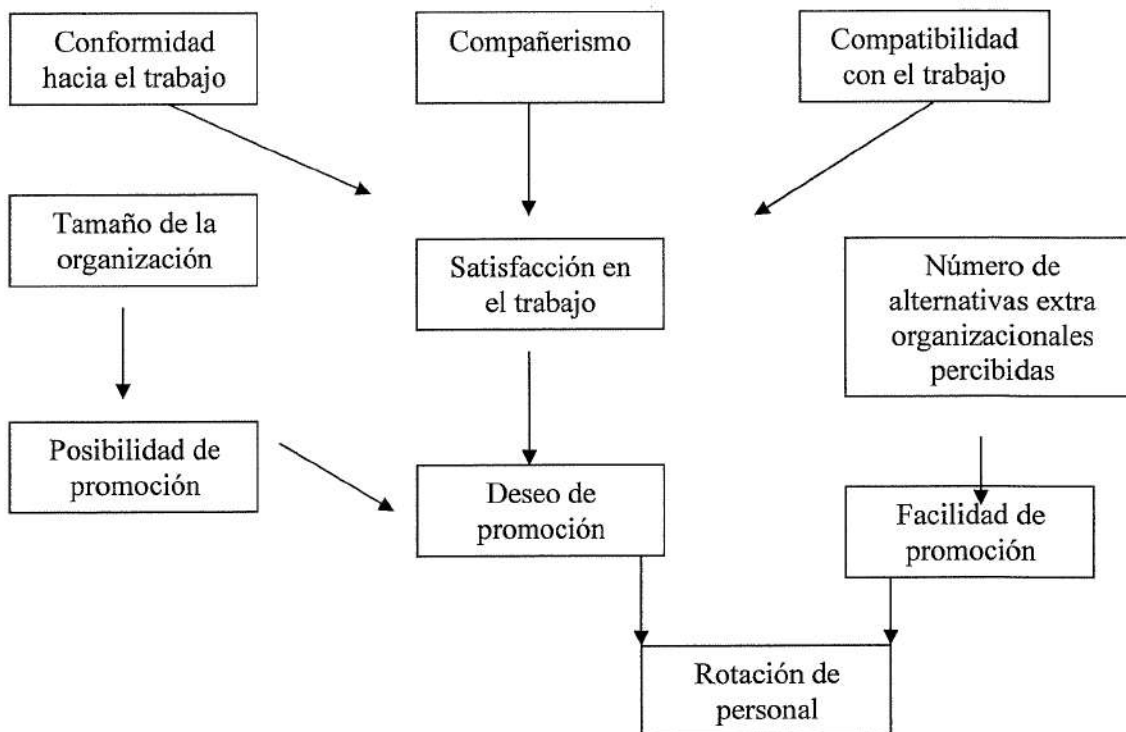 Conformidad
hacia el trabajo
Compañerismo
Compatibilidad
con el trabajo
Tamaño de la
organización
Satisfacción en
el trabajo
Número de
alternativas extra
organizacionales
percibidas
Posibilidad de
promoción
Deseo de
promoción
Facilidad de
promoción
Rotación de
personal